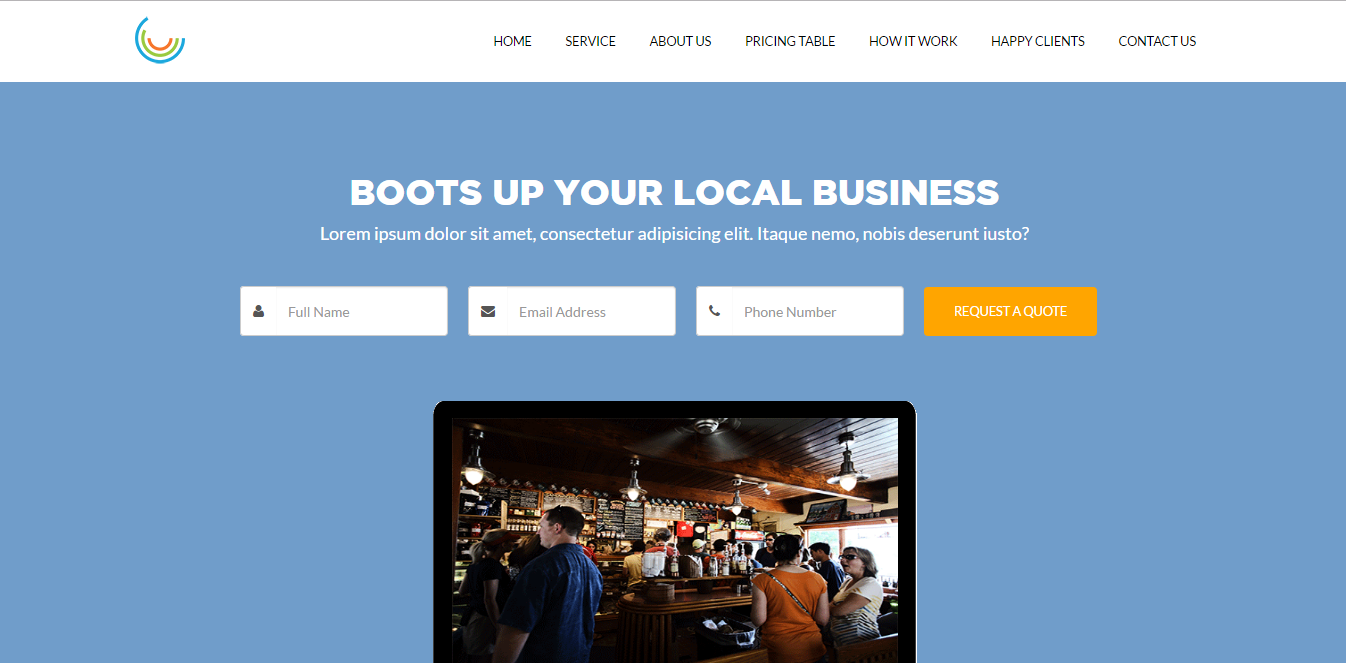 HOME SERVICE ABOUT US PRICING TABLE HOW IT WORK HAPPY CLIENTS CONTACT US
BOOTS UP YOUR LOCAL BUSINESS
Lorem ipsum dolor sit amet, consectetur adipisicing elit. Itaque nemo, nobis deserunt iusto?
Full Name Email Address Phone Number REQUEST A QUOTE